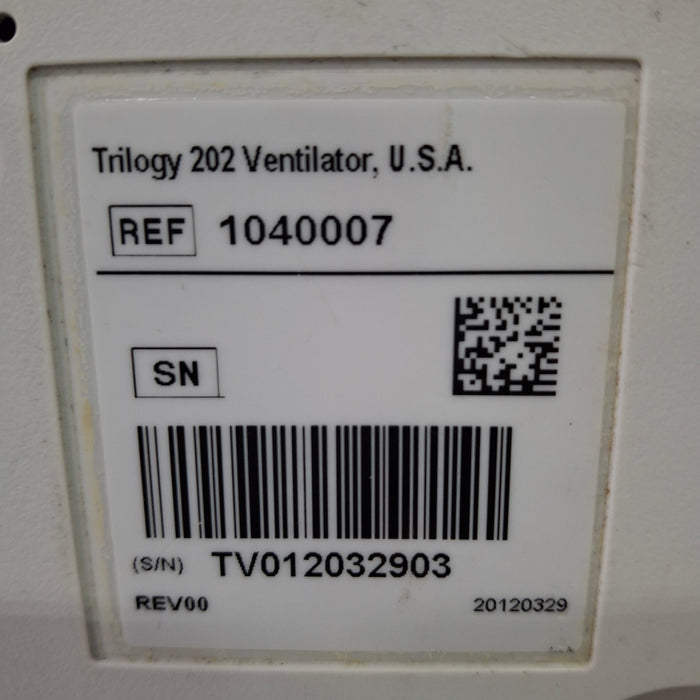 Trilogy 202 Ventilator, U.S.A.
REF 1040007
SN
(S/N) TV012032903
REV00 20120329